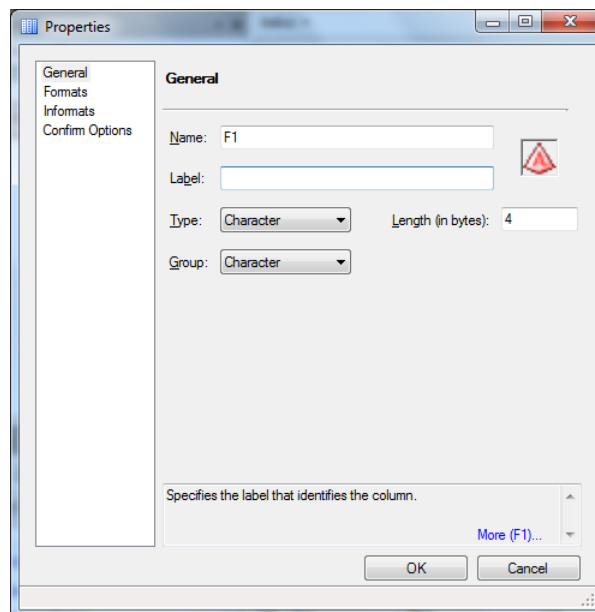 Properties
General
Formats
Informats
Confirm Options
General
Name: F1
Label:
Type: Character Length (in bytes): 4
Group: Character
Specifies the label that identifies the column.
More (F1)...
OK Cancel